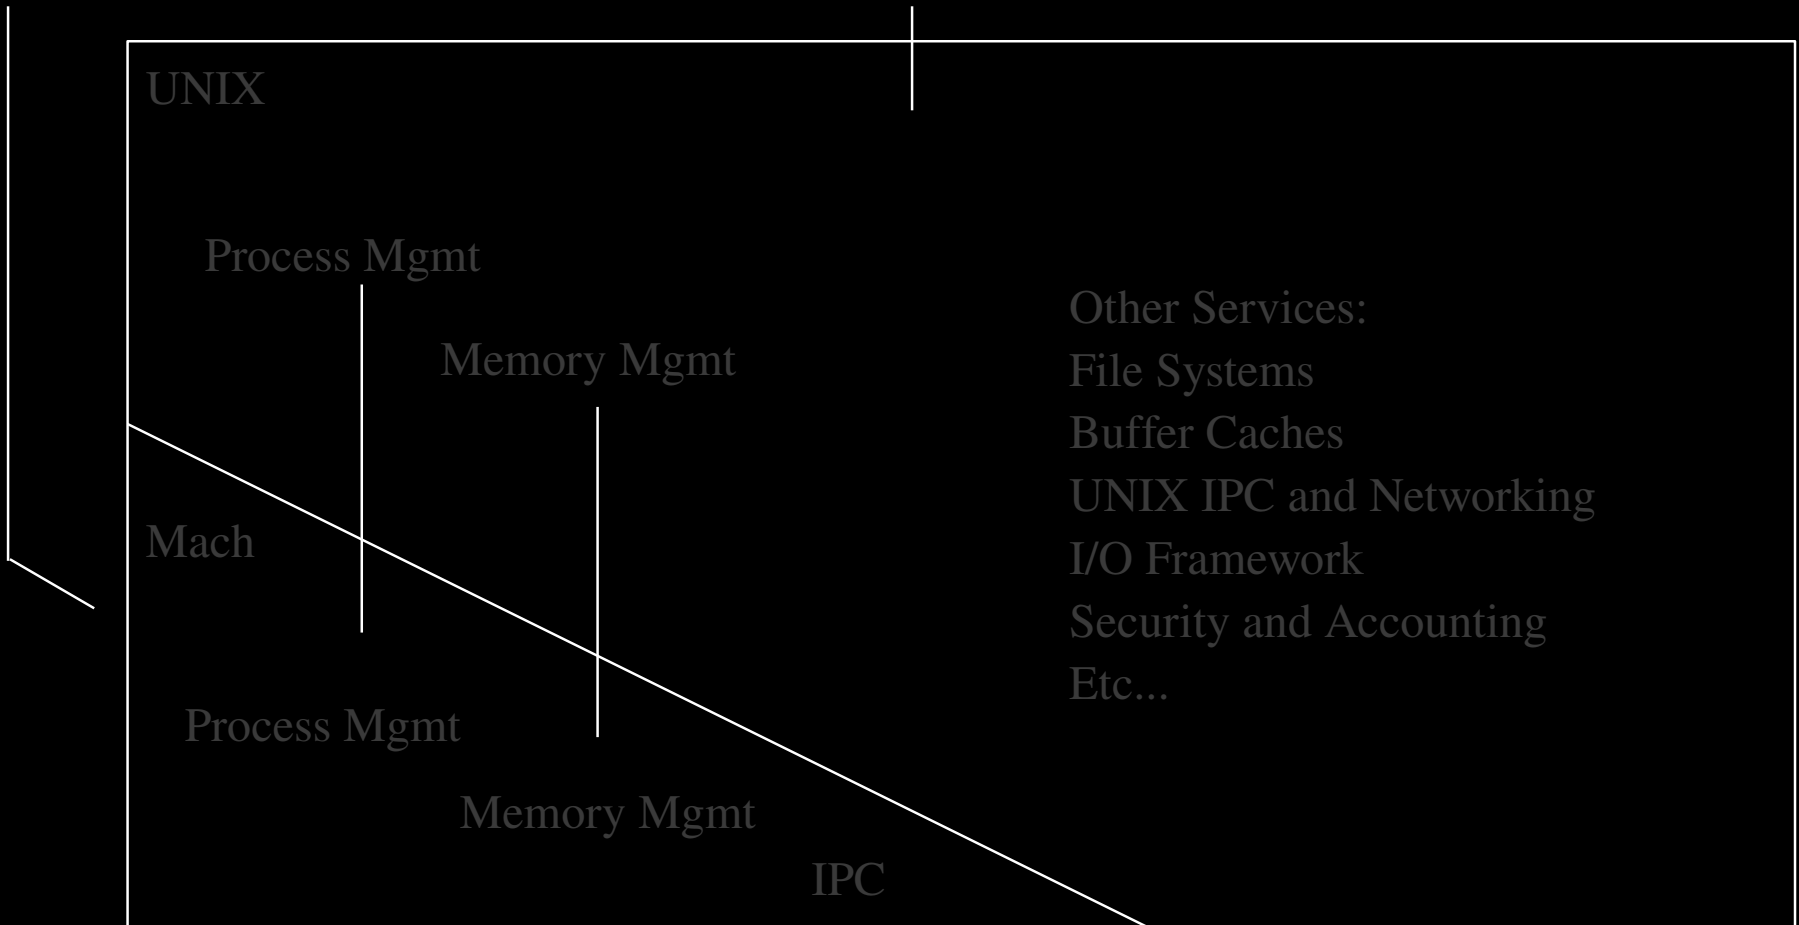 UNIX
Process Mgmt
Memory Mgmt
Other Services:
File Systems
Buffer Caches
UNIX IPC and Networking
I/O Framework
Security and Accounting
Etc...
Mach
Process Mgmt
Memory Mgmt
IPC